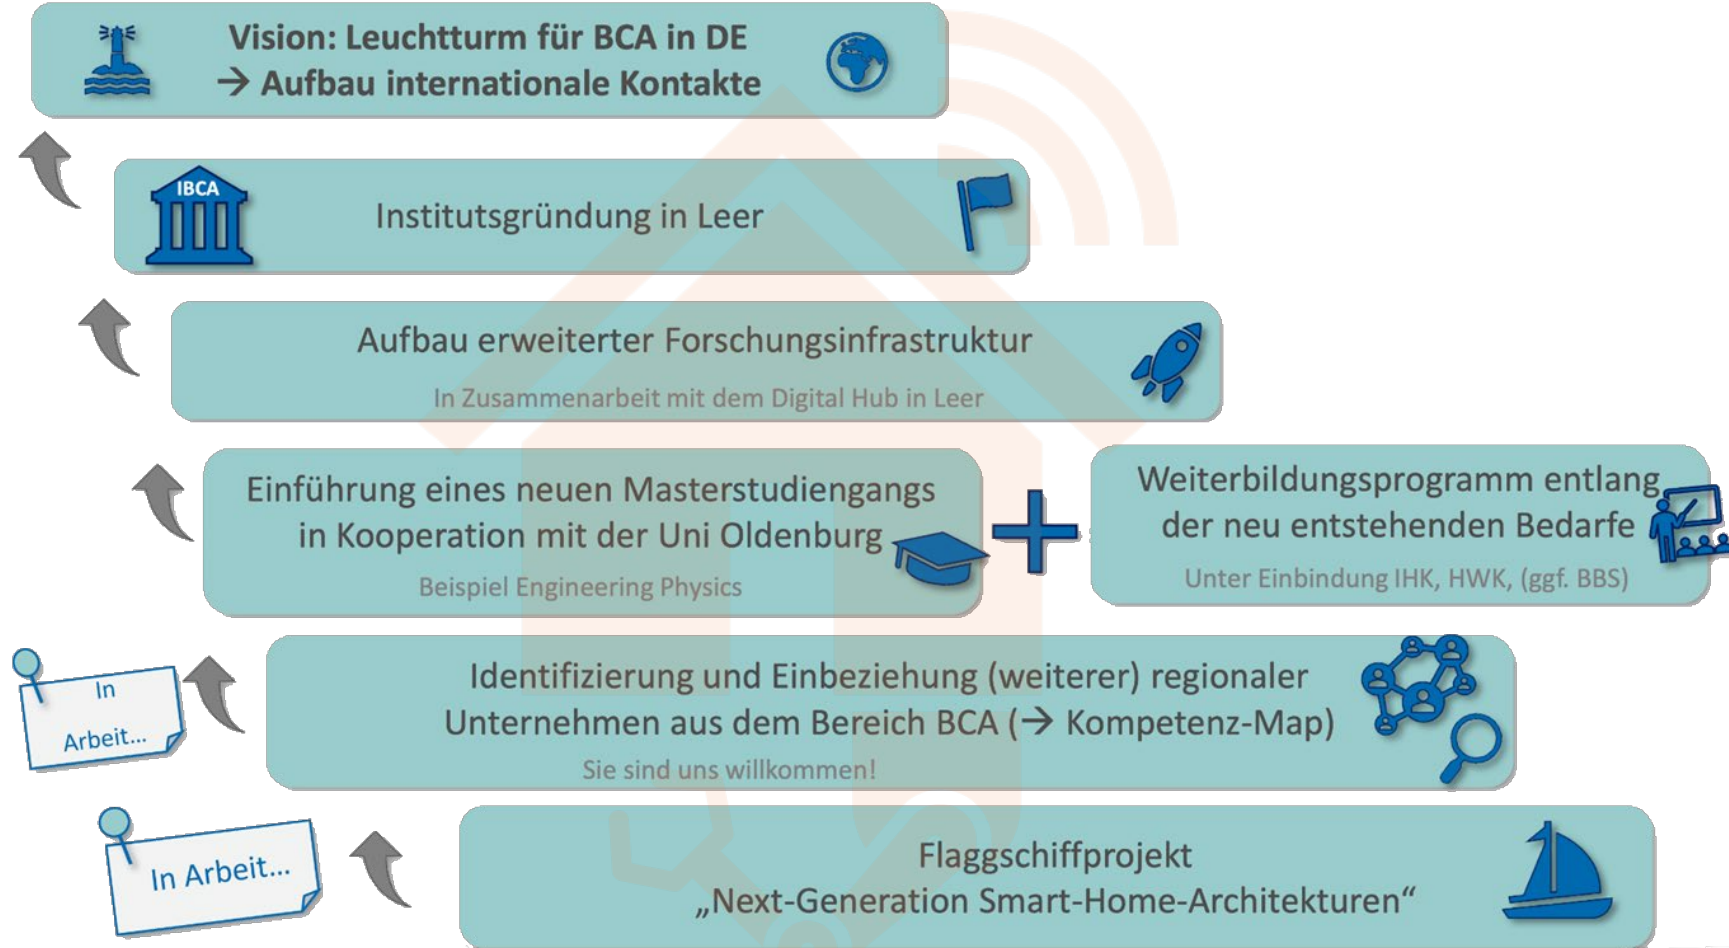 Vision: Leuchtturm für BCA in DE
→ Aufbau internationale Kontakte
IBCA
Institutsgründung in Leer
Aufbau erweiterter Forschungsinfrastruktur
In Zusammenarbeit mit dem Digital Hub in Leer
Einführung eines neuen Masterstudiengangs
in Kooperation mit der Uni Oldenburg
Beispiel Engineering Physics
Weiterbildungsprogramm entlang
der neu entstehenden Bedarfe
Unter Einbindung IHK, HWK, (ggf. BBS)
In
Arbeit...
Identifizierung und Einbeziehung (weiterer) regionaler
Unternehmen aus dem Bereich BCA (→ Kompetenz-Map)
Sie sind uns willkommen!
In Arbeit...
Flaggschiffprojekt
„Next-Generation Smart-Home-Architekturen“